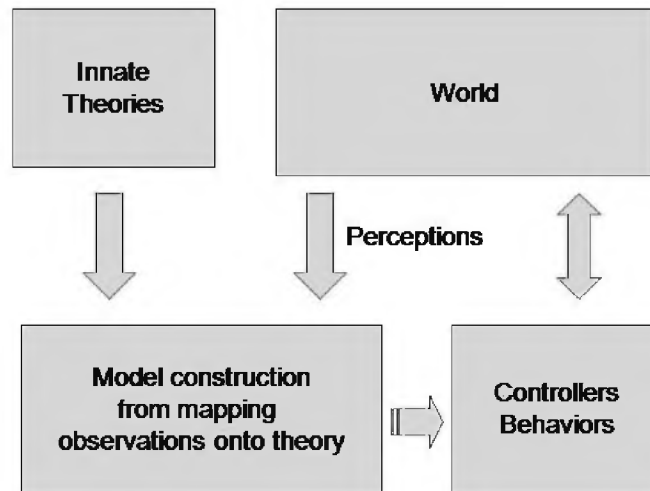 Innate
Theories
World
Perceptions
Model construction
from mapping
observations onto theory
Controllers
Behaviors